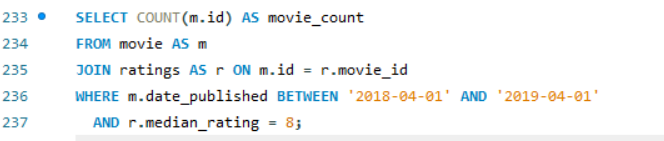 233 SELECT COUNT(m.id) AS movie_count
234 FROM movie AS m
235 JOIN ratings AS r ON m.id = r.movie_id
236 WHERE m.date_published BETWEEN '2018-04-01' AND '2019-04-01'
237 AND r.median_rating = 8;